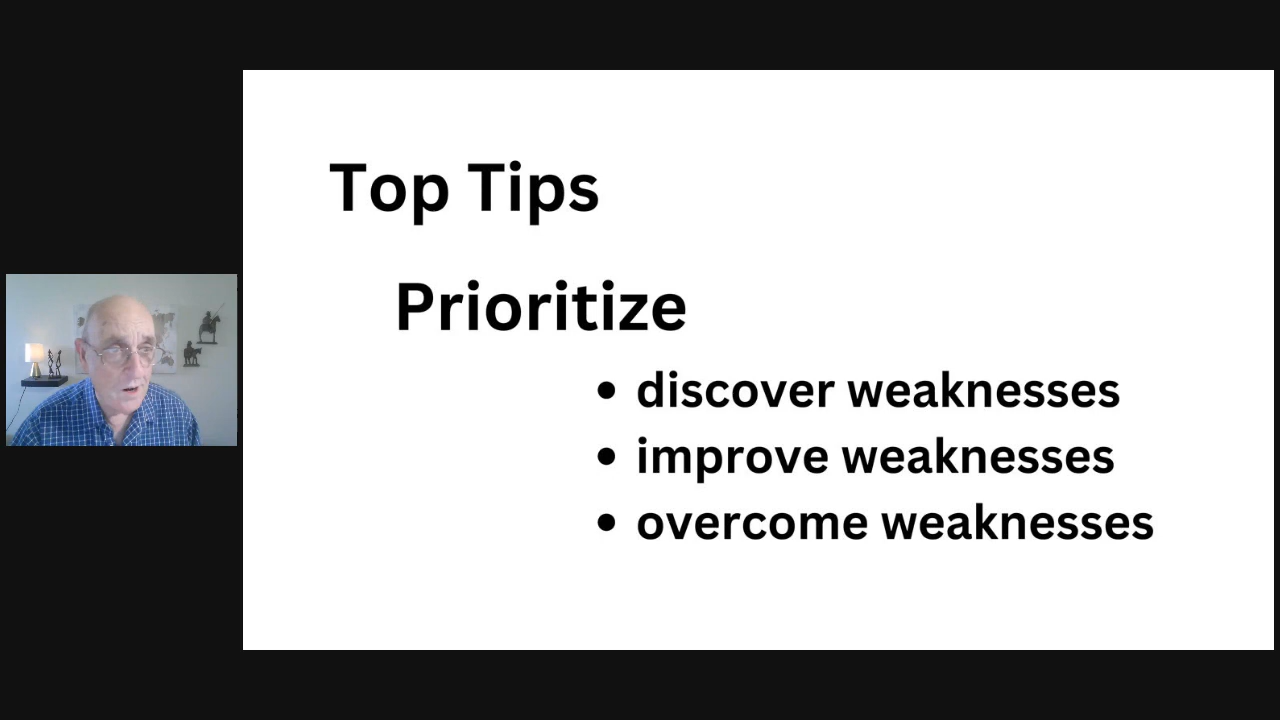 Top Tips
Prioritize
• discover weaknesses
• improve weaknesses
• overcome weaknesses